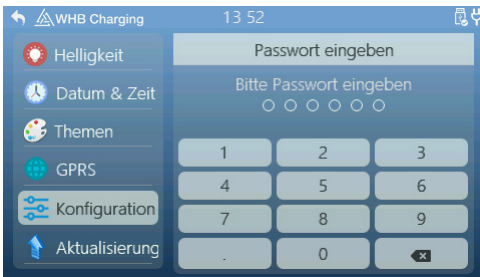 WHB Charging 13 52
Helligkeit
Datum & Zeit
Themen
GPRS
Konfiguration
Aktualisierung
Passwort eingeben
Bitte Passwort eingeben
1 2 3
4 5 6
7 8 9
. 0